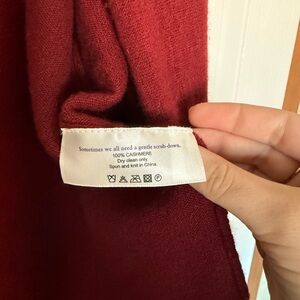 Sometimes we all need a gentle scrub-down.
100% CASHMERE
Dry clean only
Spun and knit in China.